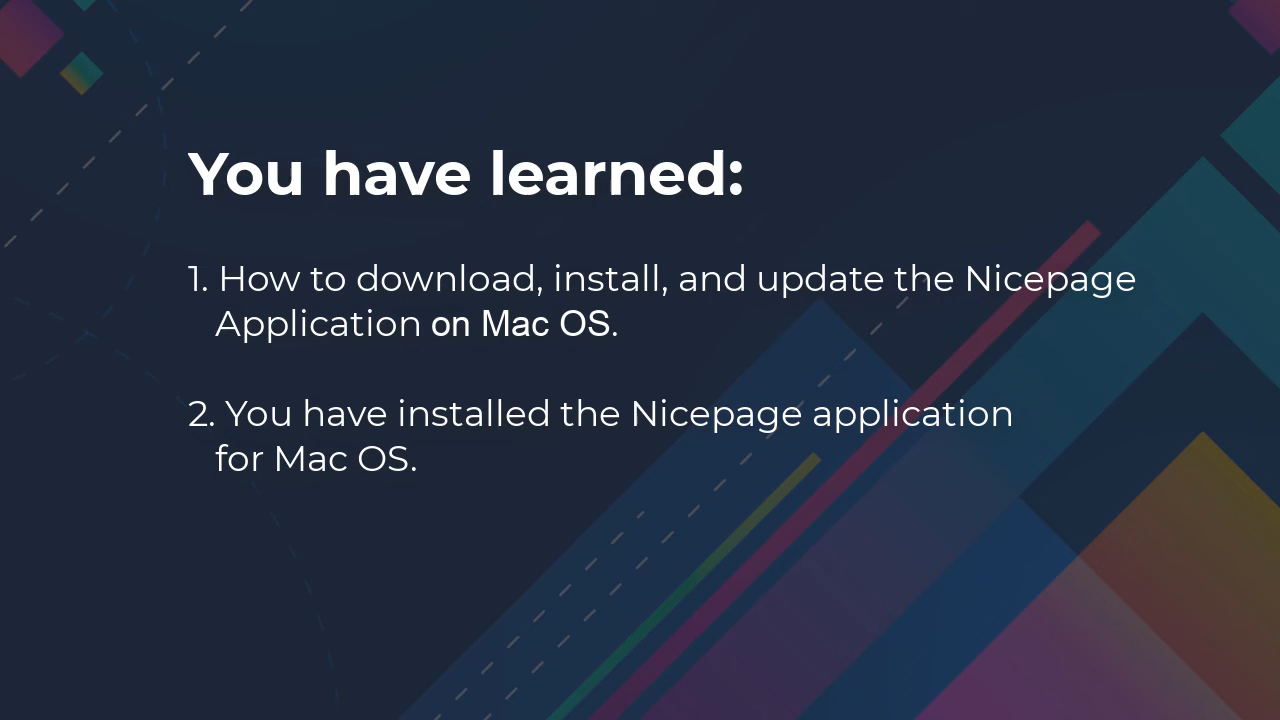 You have learned:
1. How to download, install, and update the Nicepage
Application on Mac OS.
2. You have installed the Nicepage application
for Mac OS.